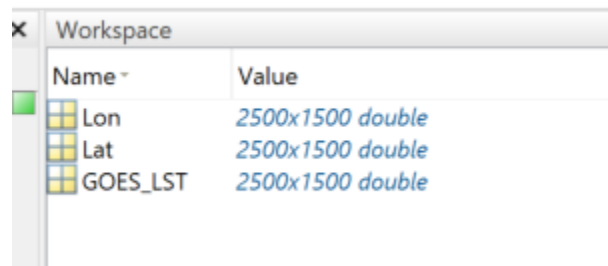 Workspace
Name Value
Lon 2500x1500 double
Lat 2500x1500 double
GOES_LST 2500x1500 double